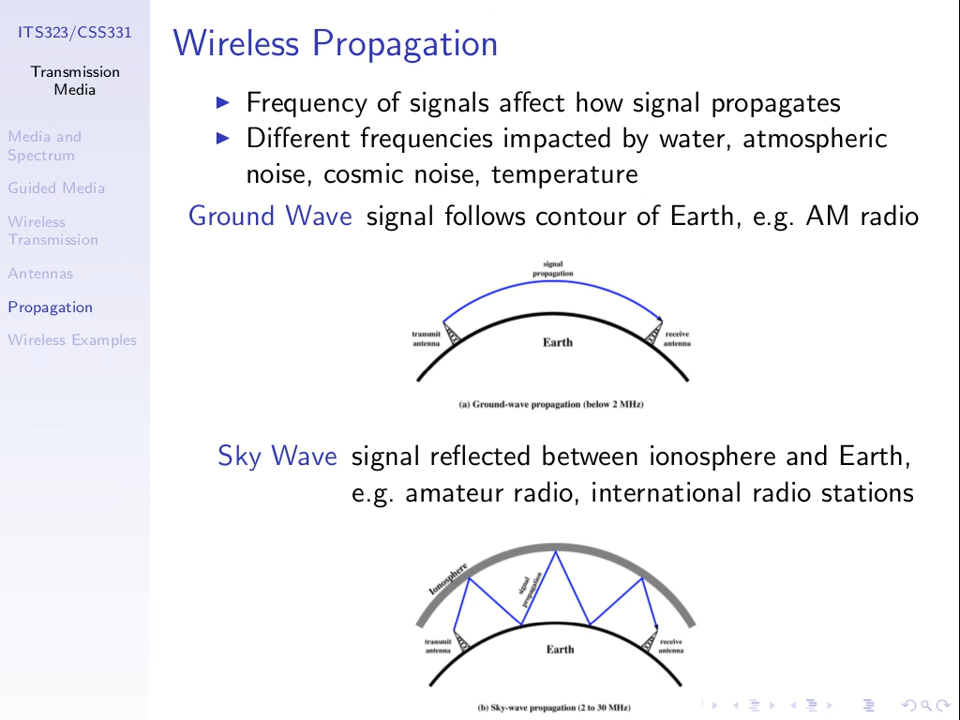 ITS323/CSS331
Transmission
Media
Media and
Spectrum
Guided Media
Wireless
Transmission
Antennas
Propagation
Wireless Examples
Wireless Propagation
Frequency of signals affect how signal propagates
Different frequencies impacted by water, atmospheric
noise, cosmic noise, temperature
Ground Wave signal follows contour of Earth, e.g. AM radio
signal
propagation
transmit
antenna
Earth
receive
antenna
(a) Ground-wave propagation (below 2 MHz)
Sky Wave signal reflected between ionosphere and Earth,
e.g. amateur radio, international radio stations
Ionosphere
signal
propagation
transmit
antenna
Earth
receive
antenna
(b) Sky-wave propagation (2 to 30 MHz)